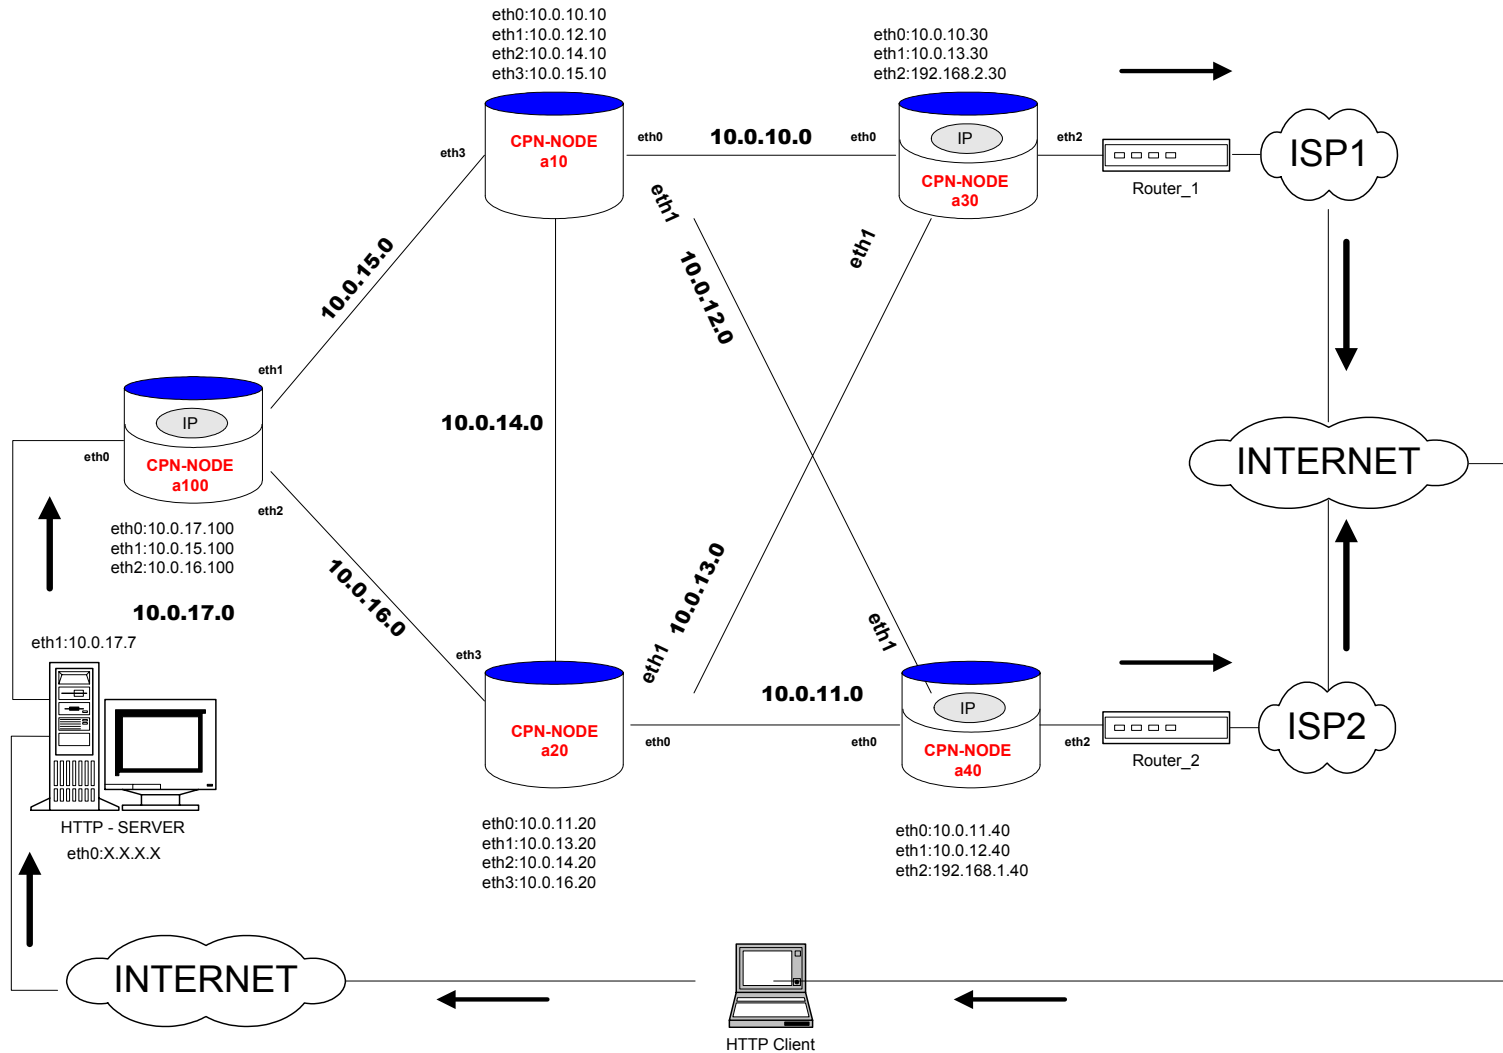 eth0:10.0.10.10
eth1:10.0.12.10
eth2:10.0.14.10
eth3:10.0.15.10
eth0:10.0.10.30
eth1:10.0.13.30
eth2:192.168.2.30
CPN-NODE
a10
eth3
eth0
10.0.10.0
eth0
IP
CPN-NODE
a30
eth2
Router_1
ISP1
eth1
10.0.12.0
eth1
10.0.15.0
eth1
IP
CPN-NODE
a100
eth0
eth2
10.0.14.0
INTERNET
eth0:10.0.17.100
eth1:10.0.15.100
eth2:10.0.16.100
10.0.17.0
10.0.16.0
10.0.13.0
eth1
eth1
eth1:10.0.17.7
eth3
CPN-NODE
a20
eth0
10.0.11.0
eth0
IP
CPN-NODE
a40
eth2
Router_2
ISP2
HTTP - SERVER
eth0:X.X.X.X
eth0:10.0.11.20
eth1:10.0.13.20
eth2:10.0.14.20
eth3:10.0.16.20
eth0:10.0.11.40
eth1:10.0.12.40
eth2:192.168.1.40
INTERNET
HTTP Client